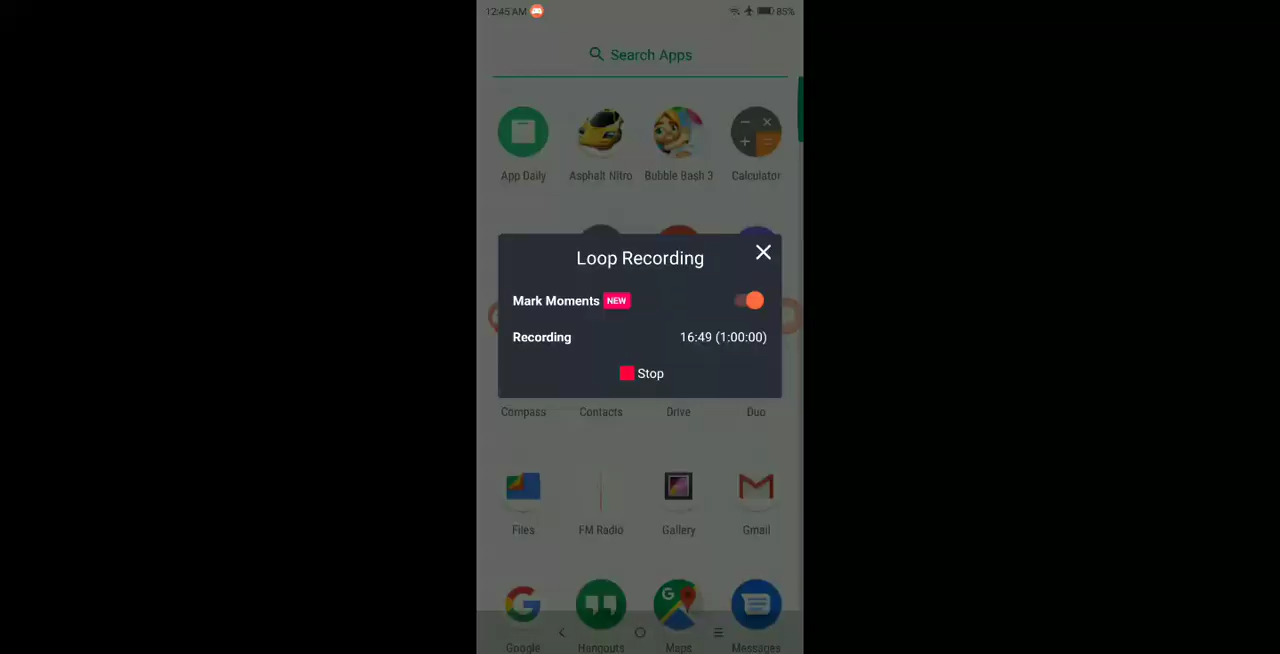 12:45 AM
85%
Search Apps
App Daily
Asphalt Nitro
Bubble Bash 3
Calculator
Loop Recording
Mark Moments NEW
Recording 16:49 (1:00:00)
Stop
Compass
Contacts
Drive
Duo
Files
FM Radio
Gallery
Gmail
Google
Hangouts
Maps
Messages